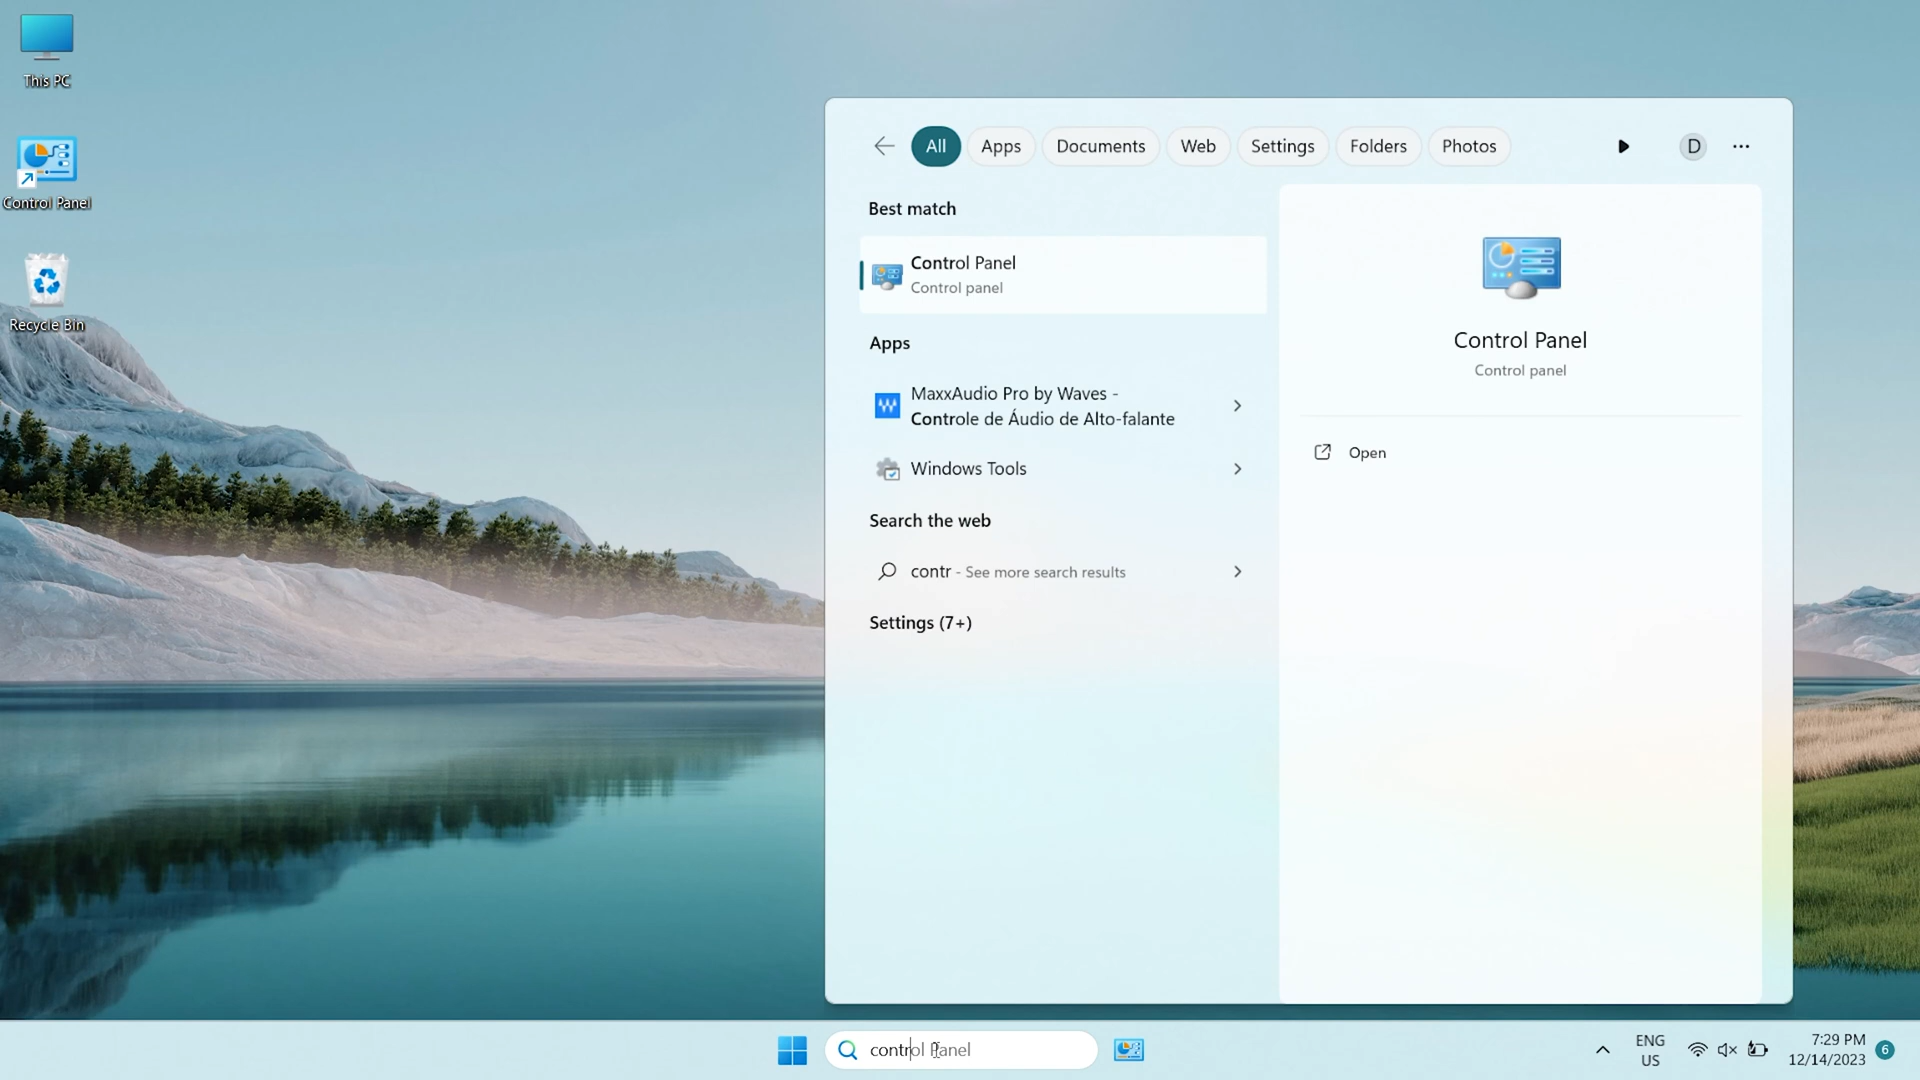 This PC
Control Panel
Recycle Bin
All
Apps
Documents
Web
Settings
Folders
Photos
D
Best match
Control Panel
Control panel
Apps
MaxxAudio Pro by Waves -
Controle de Áudio de Alto-falante
Windows Tools
Search the web
contr - See more search results
Settings (7+)
Control Panel
Control panel
Open
control Panel
ENG
US
7:29 PM
12/14/2023
6